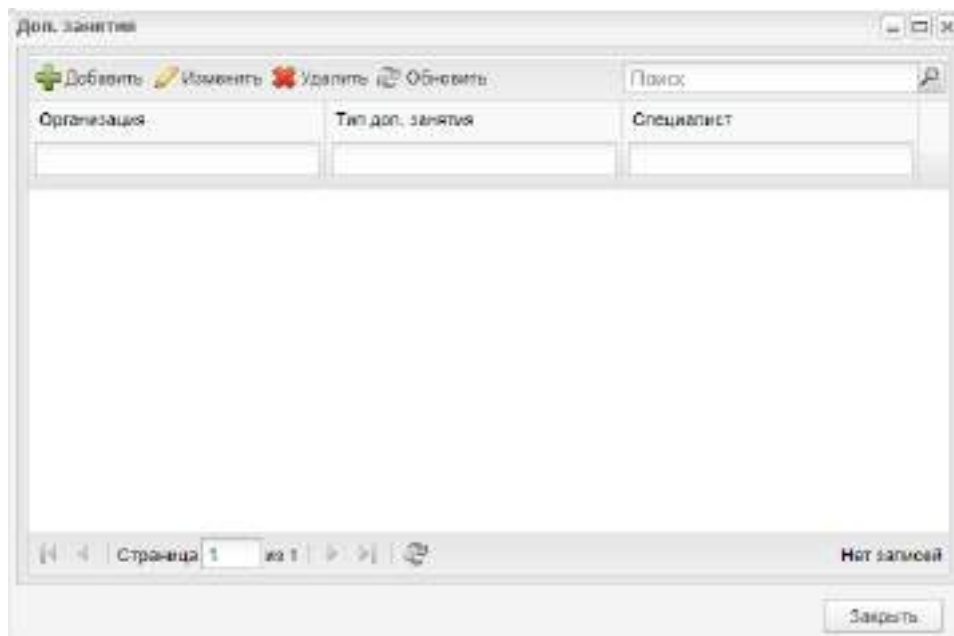 Доп. занятия
Добавить Изменить Удалить Обновить Поиск
Организация Тип доп. занятия Специалист
Страница 1 из 1 Нет записей
Закрыть